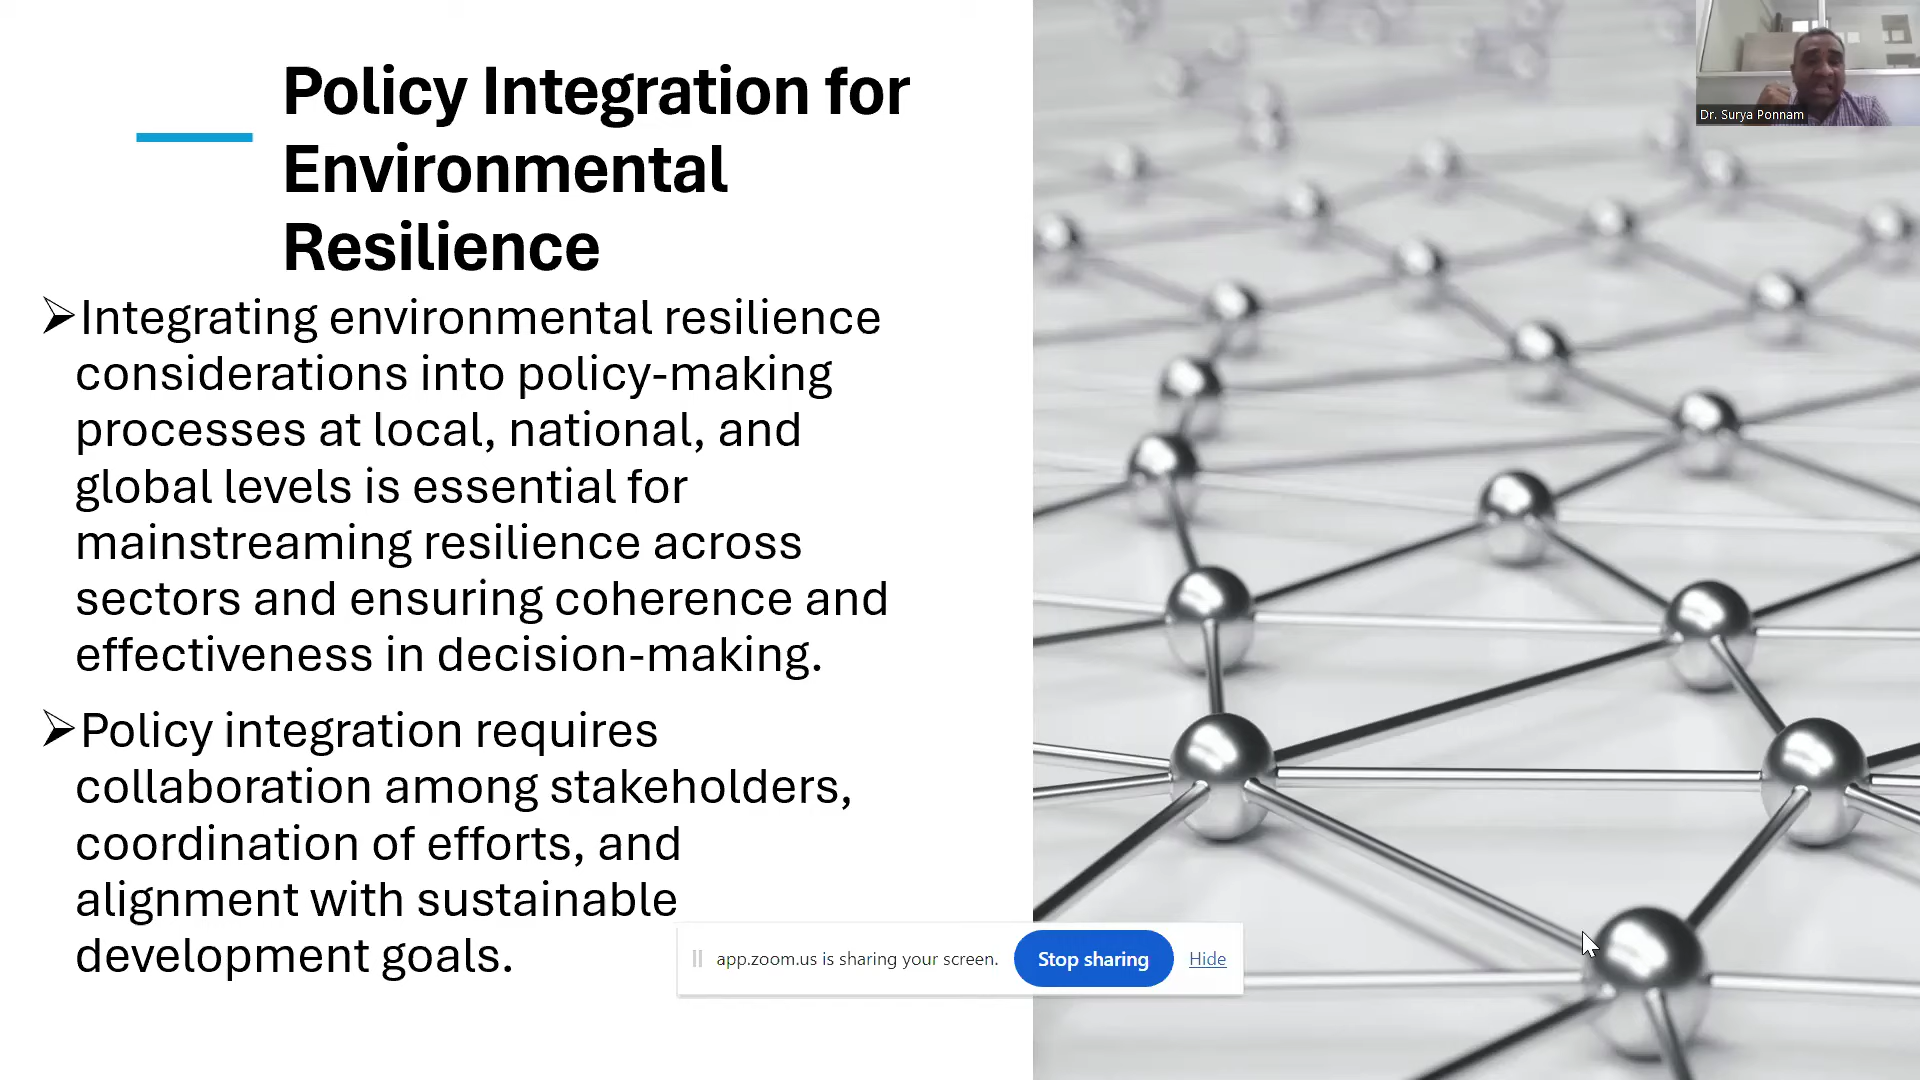 Policy Integration for
Environmental
Resilience
Dr. Surya Ponnam
➢Integrating environmental resilience
considerations into policy-making
processes at local, national, and
global levels is essential for
mainstreaming resilience across
sectors and ensuring coherence and
effectiveness in decision-making.
➢Policy integration requires
collaboration among stakeholders,
coordination of efforts, and
alignment with sustainable
development goals.
app.zoom.us is sharing your screen. Stop sharing Hide